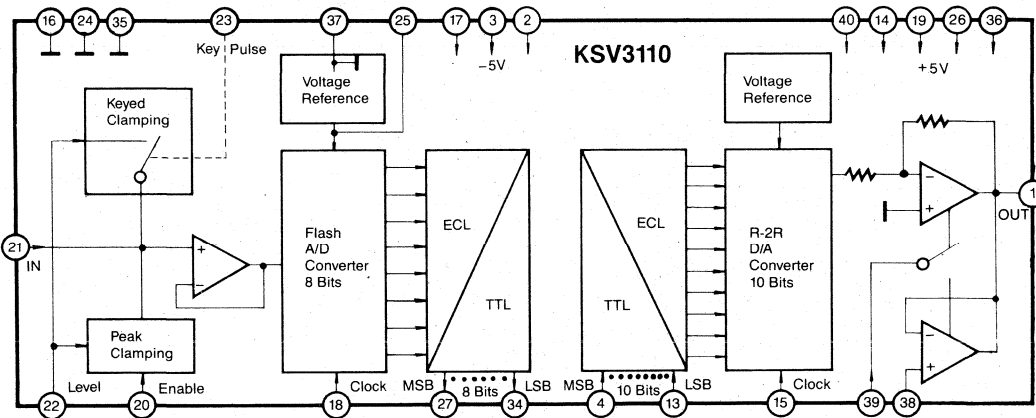 16 24 35 23 37 25 17 3 2 40 14 19 26 36
Key Pulse
−5V
KSV3110
+5V
Voltage
Reference
Voltage
Reference
Keyed
Clamping
21
IN
+
−
Flash
A/D
Converter
8 Bits
ECL
TTL
ECL
TTL
R-2R
D/A
Converter
10 Bits
−
+
1
OUT
−
+
Peak
Clamping
Level
Enable
Clock
MSB
8 Bits
LSB
MSB
10 Bits
LSB
Clock
22 20 18 27 34 4 13 15 39 38